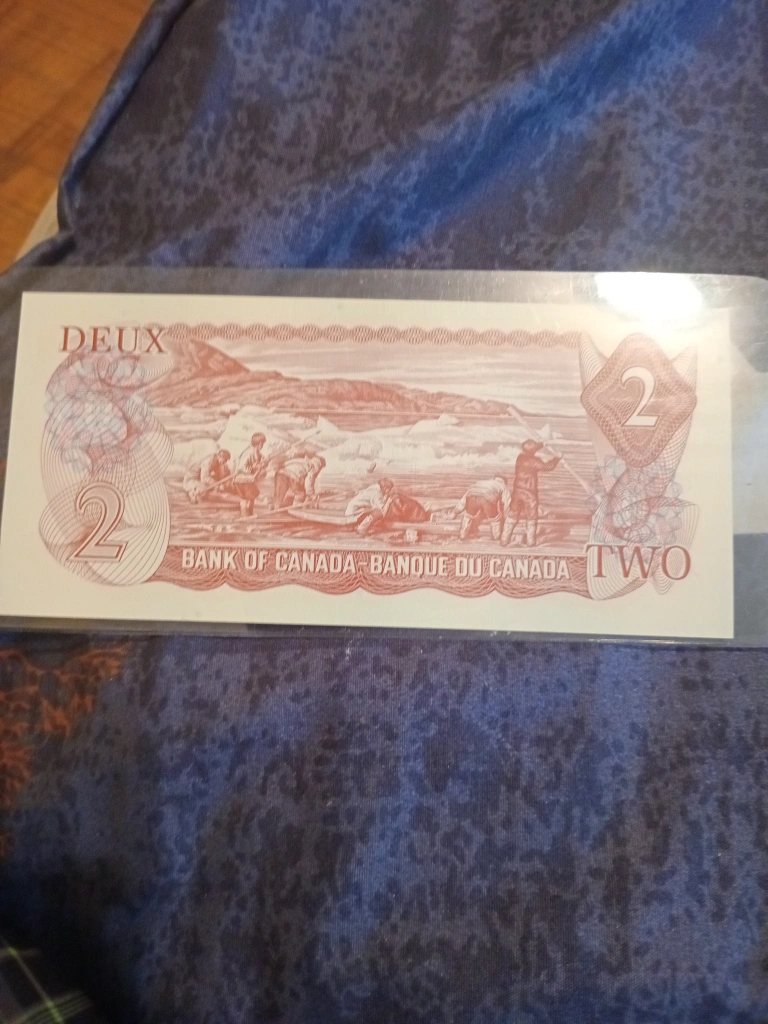 DEUX
2
2
BANK OF CANADA-BANQUE DU CANADA
TWO